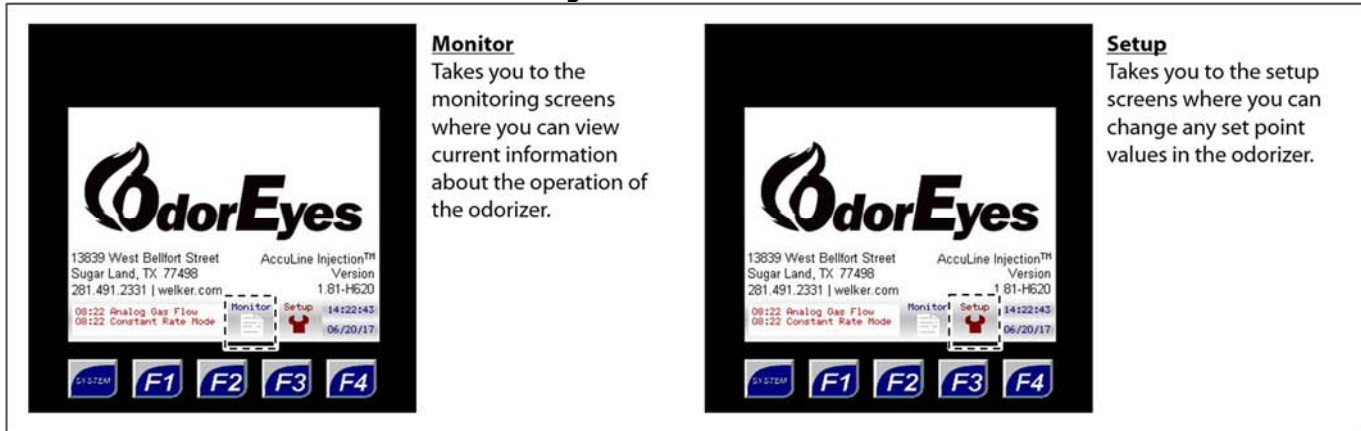 OdorEyes
13839 West Bellfort Street AccuLine Injection™
Sugar Land, TX 77498 Version
281.491.2331 | welker.com 1.81-H620
08:22 Analog Gas Flow Monitor Setup 14:22:43
08:22 Constant Rate Mode 06/20/17
SYSTEM F1 F2 F3 F4
Monitor
Takes you to the
monitoring screens
where you can view
current information
about the operation of
the odorizer.
OdorEyes
13839 West Bellfort Street AccuLine Injection™
Sugar Land, TX 77498 Version
281.491.2331 | welker.com 1.81-H620
08:22 Analog Gas Flow Monitor Setup 14:22:43
08:22 Constant Rate Mode 06/20/17
SYSTEM F1 F2 F3 F4
Setup
Takes you to the setup
screens where you can
change any set point
values in the odorizer.